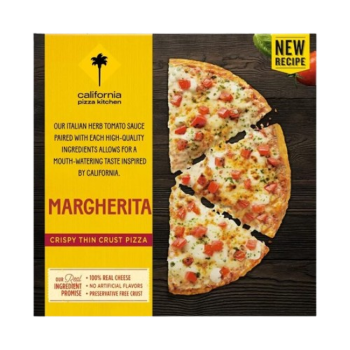 NEW
RECIPE
california
pizza kitchen
OUR ITALIAN HERB TOMATO SAUCE
PAIRED WITH EACH HIGH-QUALITY
INGREDIENTS ALLOWS FOR A
MOUTH-WATERING TASTE INSPIRED
BY CALIFORNIA.
MARGHERITA
CRISPY THIN CRUST PIZZA
OUR Real
INGREDIENT
PROMISE
• 100% REAL CHEESE
• NO ARTIFICIAL FLAVORS
• PRESERVATIVE FREE CRUST